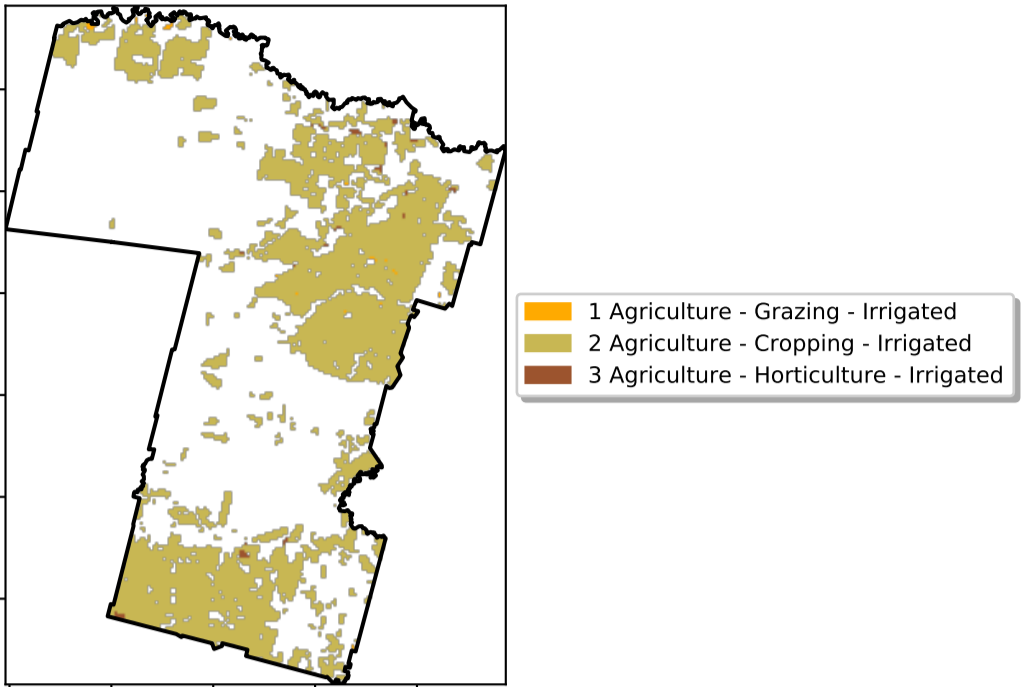 1 Agriculture - Grazing - Irrigated
2 Agriculture - Cropping - Irrigated
3 Agriculture - Horticulture - Irrigated